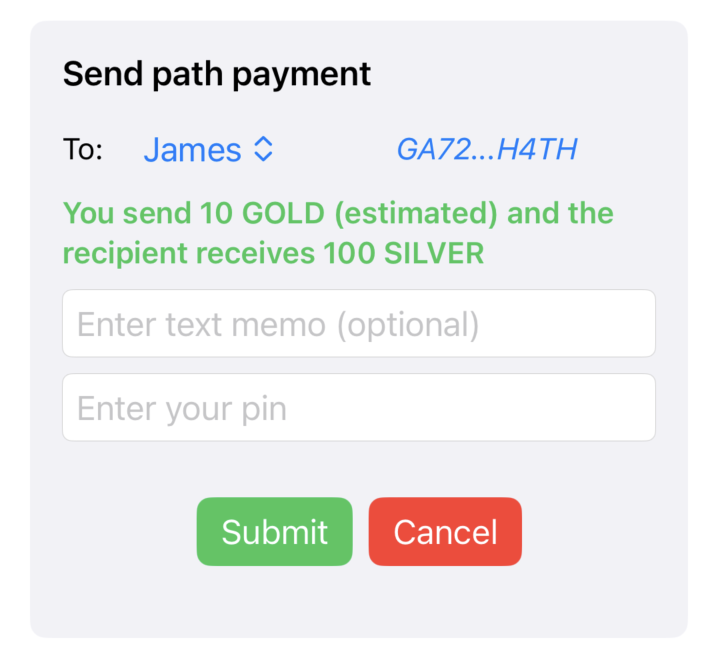 Send path payment
To: James GA72...H4TH
You send 10 GOLD (estimated) and the
recipient receives 100 SILVER
Enter text memo (optional)
Enter your pin
Submit Cancel